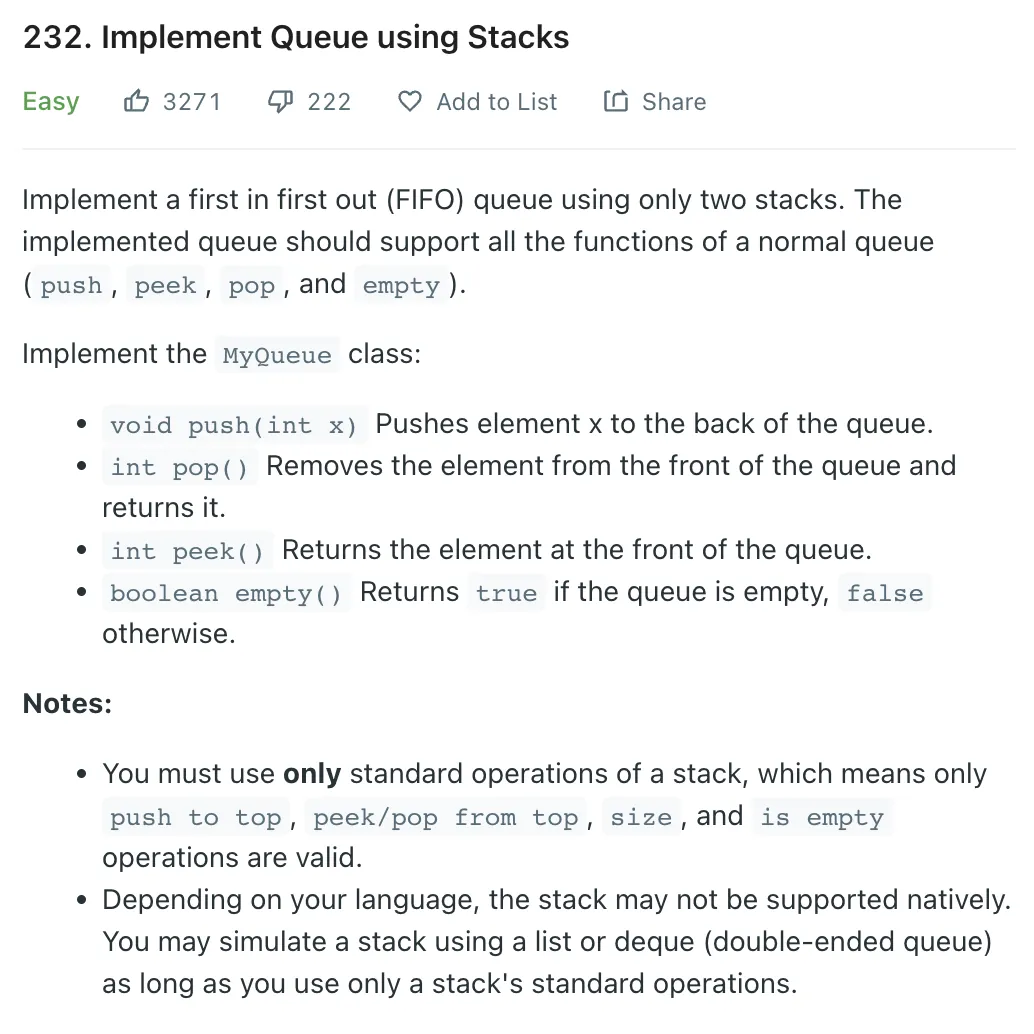 232. Implement Queue using Stacks
Easy 3271 222 Add to List Share
Implement a first in first out (FIFO) queue using only two stacks. The
implemented queue should support all the functions of a normal queue
( push , peek , pop , and empty ).
Implement the MyQueue class:
• void push(int x) Pushes element x to the back of the queue.
• int pop() Removes the element from the front of the queue and
returns it.
• int peek() Returns the element at the front of the queue.
• boolean empty() Returns true if the queue is empty, false
otherwise.
Notes:
• You must use only standard operations of a stack, which means only
push to top , peek/pop from top , size , and is empty
operations are valid.
• Depending on your language, the stack may not be supported natively.
You may simulate a stack using a list or deque (double-ended queue)
as long as you use only a stack's standard operations.